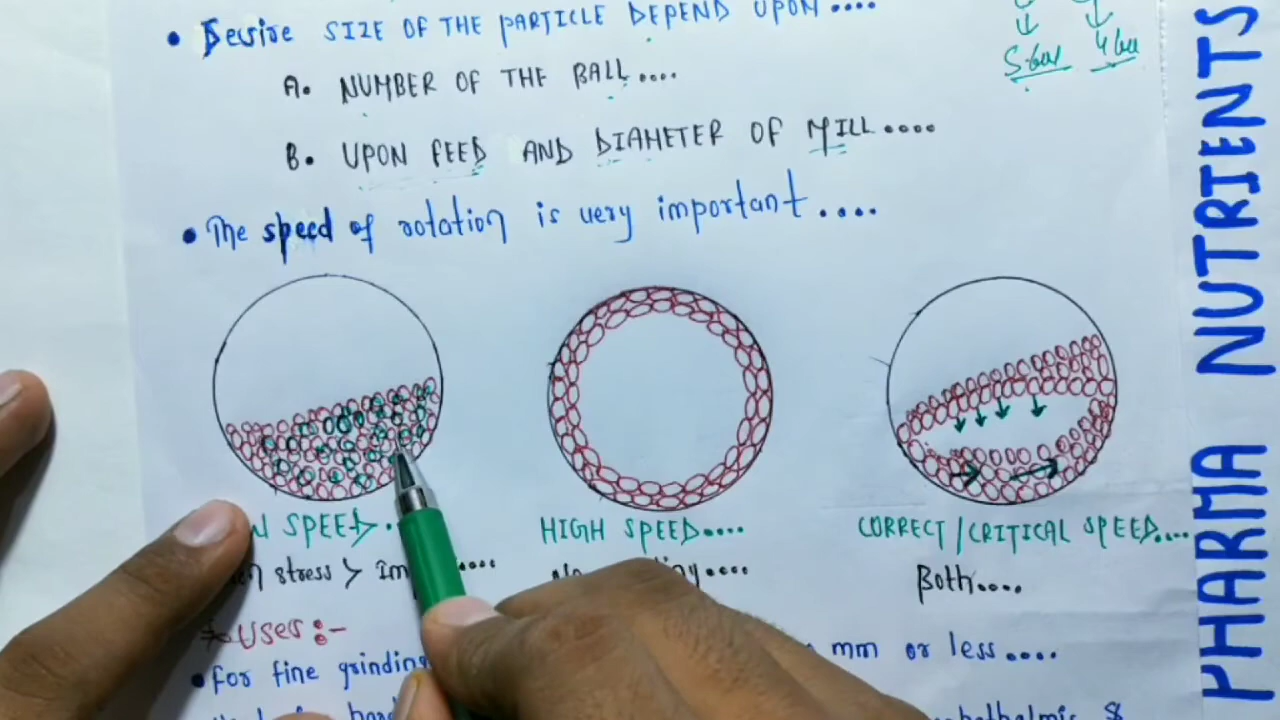 • Desire SIZE OF THE PARTICLE DEPEND UPON....
A. NUMBER OF THE BALL....
B. UPON FEED AND DIAMETER OF MILL....
• The speed of rotation is very important....
SPEED.
HIGH SPEED....
CORRECT/CRITICAL SPEED....
stress >
Both....
Uses :-
• for fine grinding
mm or less....
PHARMA NUTRIENTS